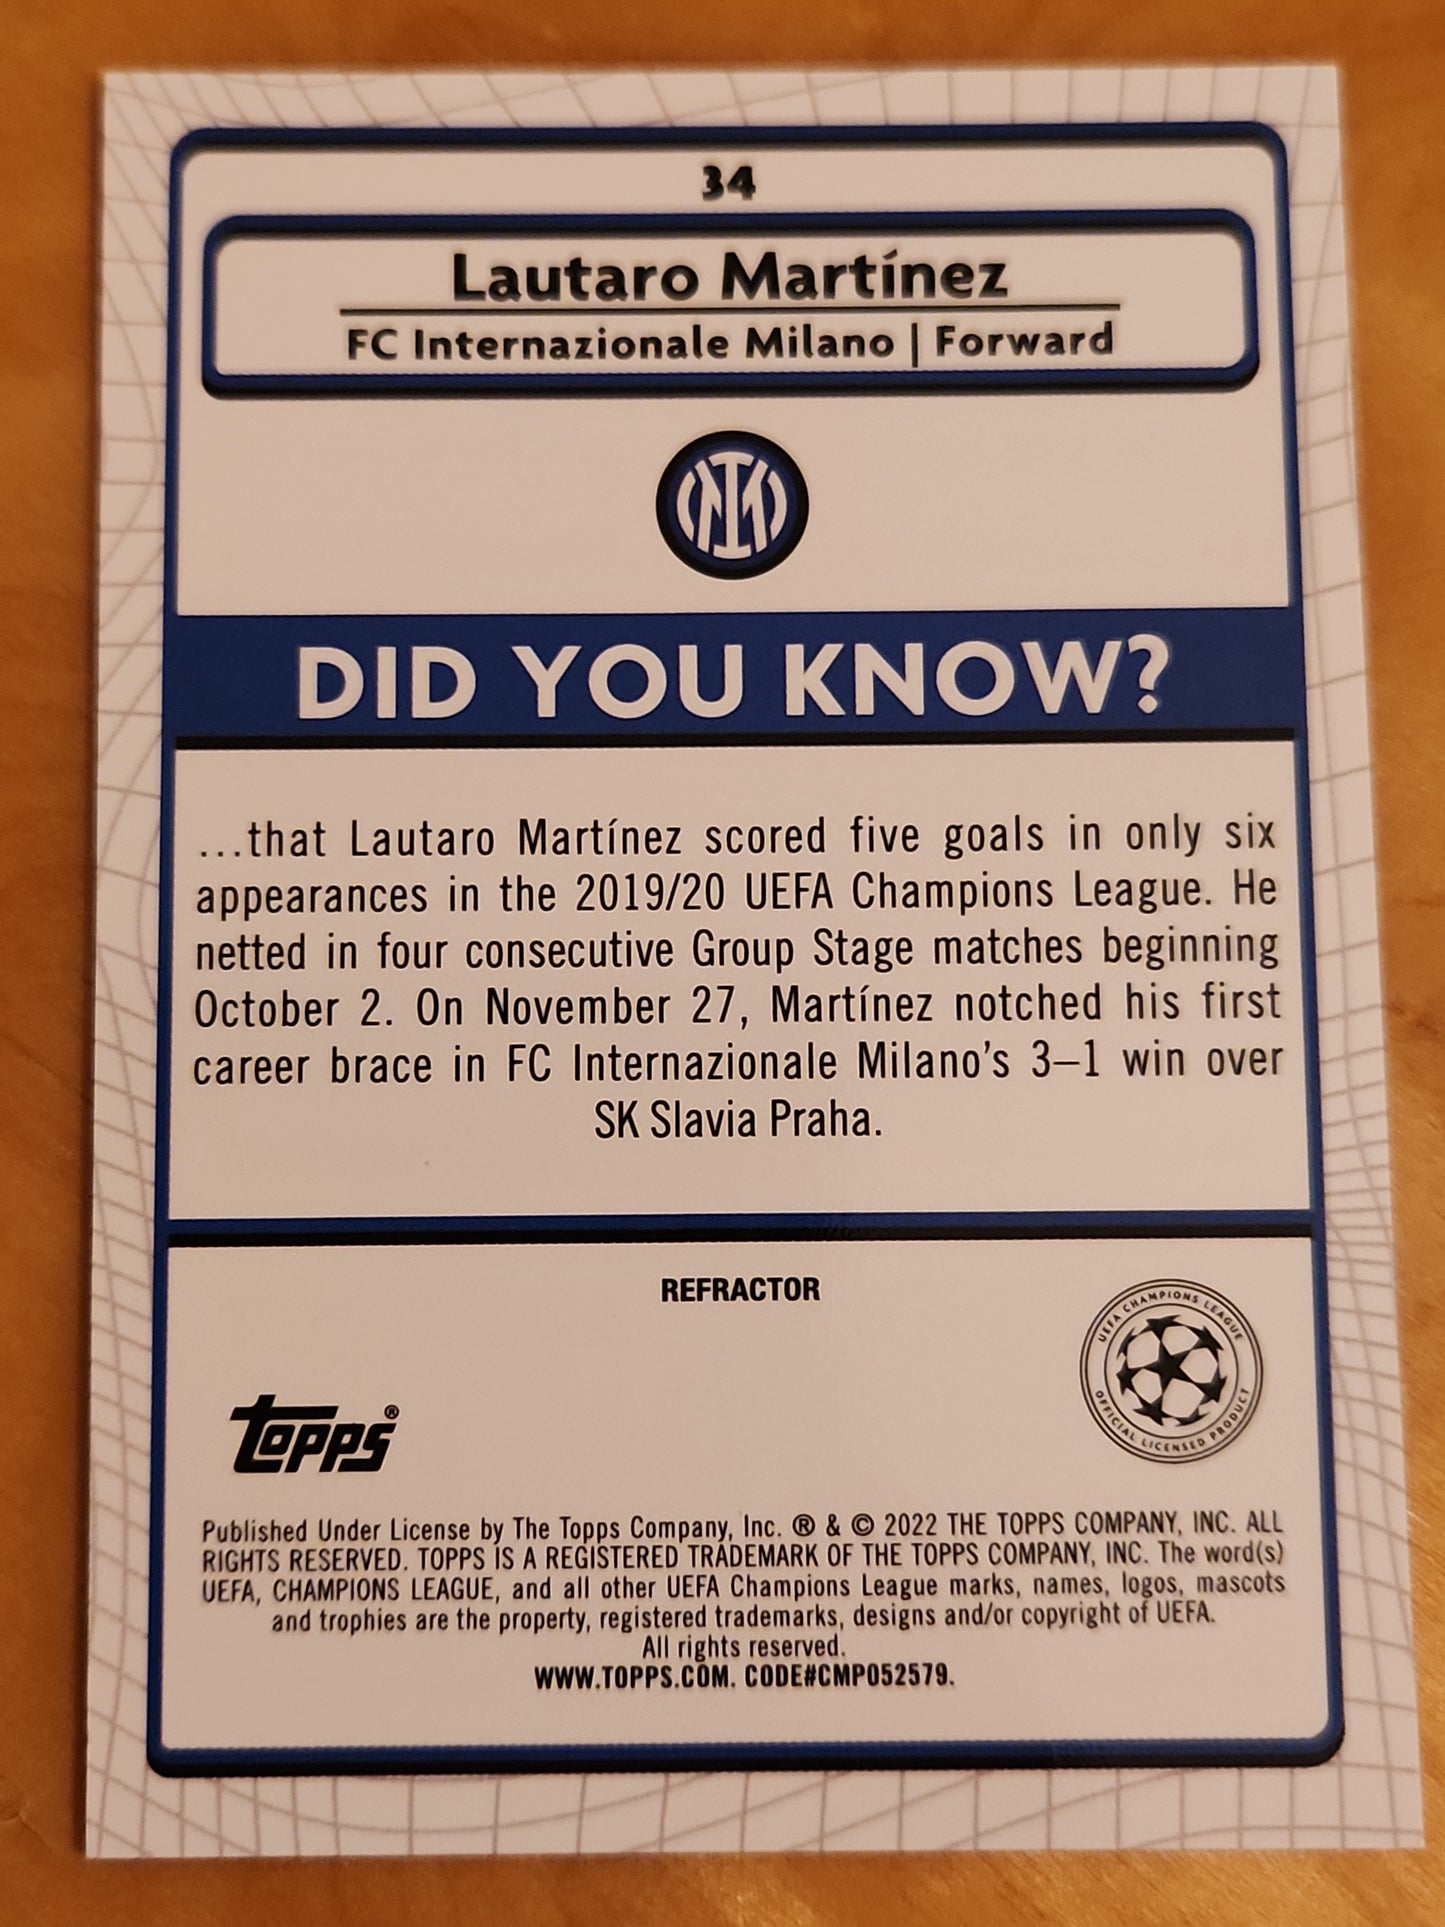 34
Lautaro Martínez
FC Internazionale Milano | Forward
DID YOU KNOW?
...that Lautaro Martínez scored five goals in only six
appearances in the 2019/20 UEFA Champions League. He
netted in four consecutive Group Stage matches beginning
October 2. On November 27, Martínez notched his first
career brace in FC Internazionale Milano's 3–1 win over
SK Slavia Praha.
REFRACTOR
UEFA CHAMPIONS LEAGUE
OFFICIAL LICENSED PRODUCT
Topps®
Published Under License by The Topps Company, Inc. ® & © 2022 THE TOPPS COMPANY, INC. ALL
RIGHTS RESERVED. TOPPS IS A REGISTERED TRADEMARK OF THE TOPPS COMPANY, INC. The word(s)
UEFA, CHAMPIONS LEAGUE, and all other UEFA Champions League marks, names, logos, mascots
and trophies are the property, registered trademarks, designs and/or copyright of UEFA.
All rights reserved.
WWW.TOPPS.COM. CODE#CMP052579.